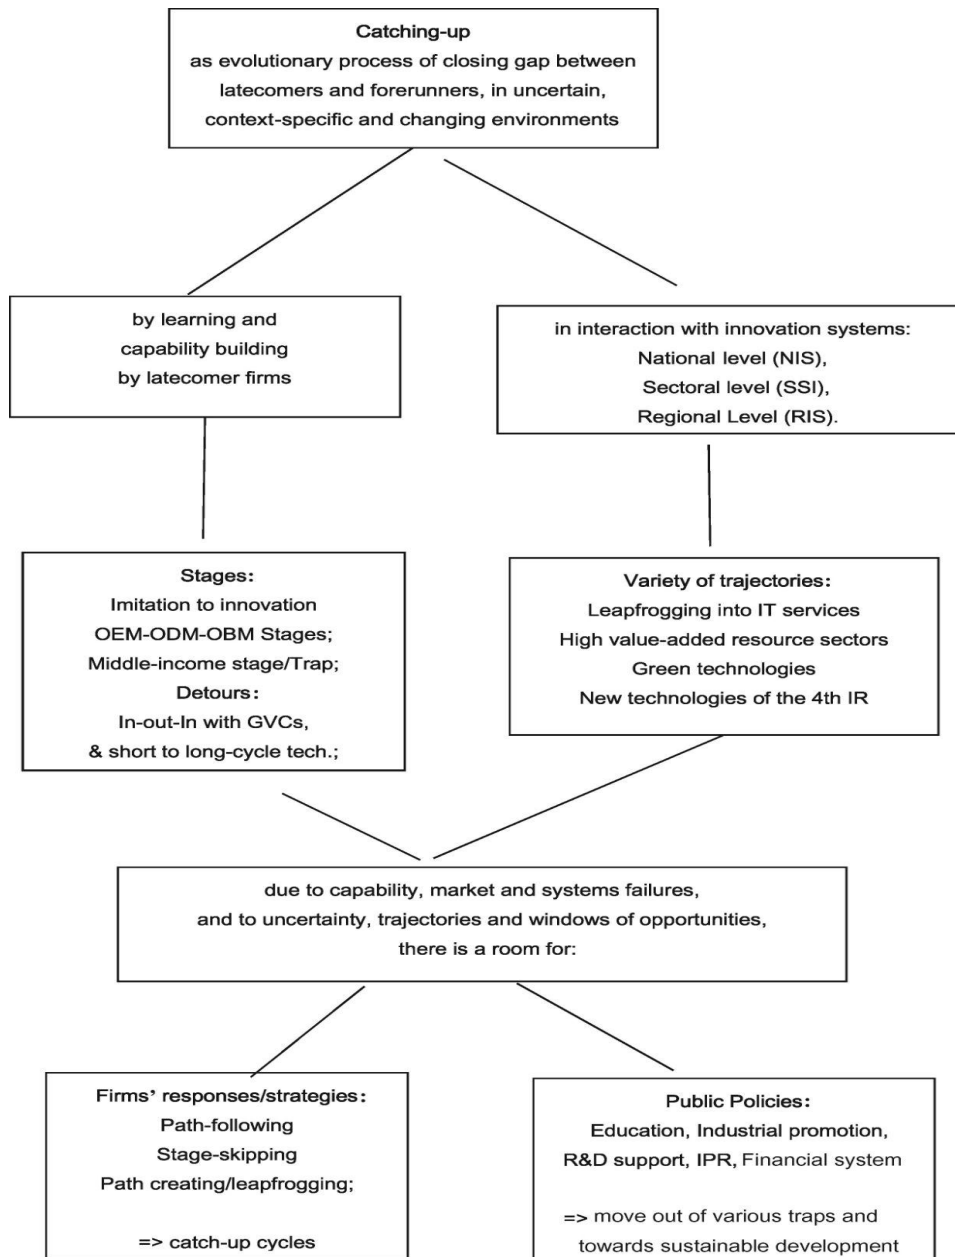 Catching-up
as evolutionary process of closing gap between
latecomers and forerunners, in uncertain,
context-specific and changing environments
by learning and
capability building
by latecomer firms
in interaction with innovation systems:
National level (NIS),
Sectoral level (SSI),
Regional Level (RIS).
Stages:
Imitation to innovation
OEM-ODM-OBM Stages;
Middle-income stage/Trap;
Detours:
In-out-In with GVCs,
& short to long-cycle tech.;
Variety of trajectories:
Leapfrogging into IT services
High value-added resource sectors
Green technologies
New technologies of the 4th IR
due to capability, market and systems failures,
and to uncertainty, trajectories and windows of opportunities,
there is a room for:
Firms’ responses/strategies:
Path-following
Stage-skipping
Path creating/leapfrogging;
=> catch-up cycles
Public Policies:
Education, Industrial promotion,
R&D support, IPR, Financial system
=> move out of various traps and
towards sustainable development